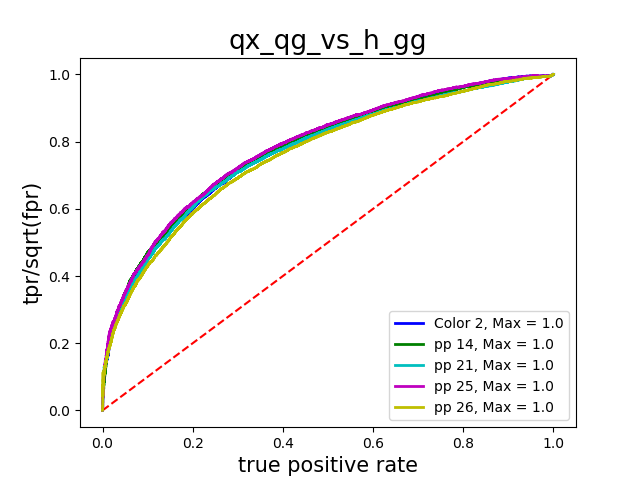 qx_qg_vs_h_gg
tpr/sqrt(fpr)
1.0
0.8
0.6
0.4
0.2
0.0
Color 2, Max = 1.0
pp 14, Max = 1.0
pp 21, Max = 1.0
pp 25, Max = 1.0
pp 26, Max = 1.0
0.0 0.2 0.4 0.6 0.8 1.0
true positive rate